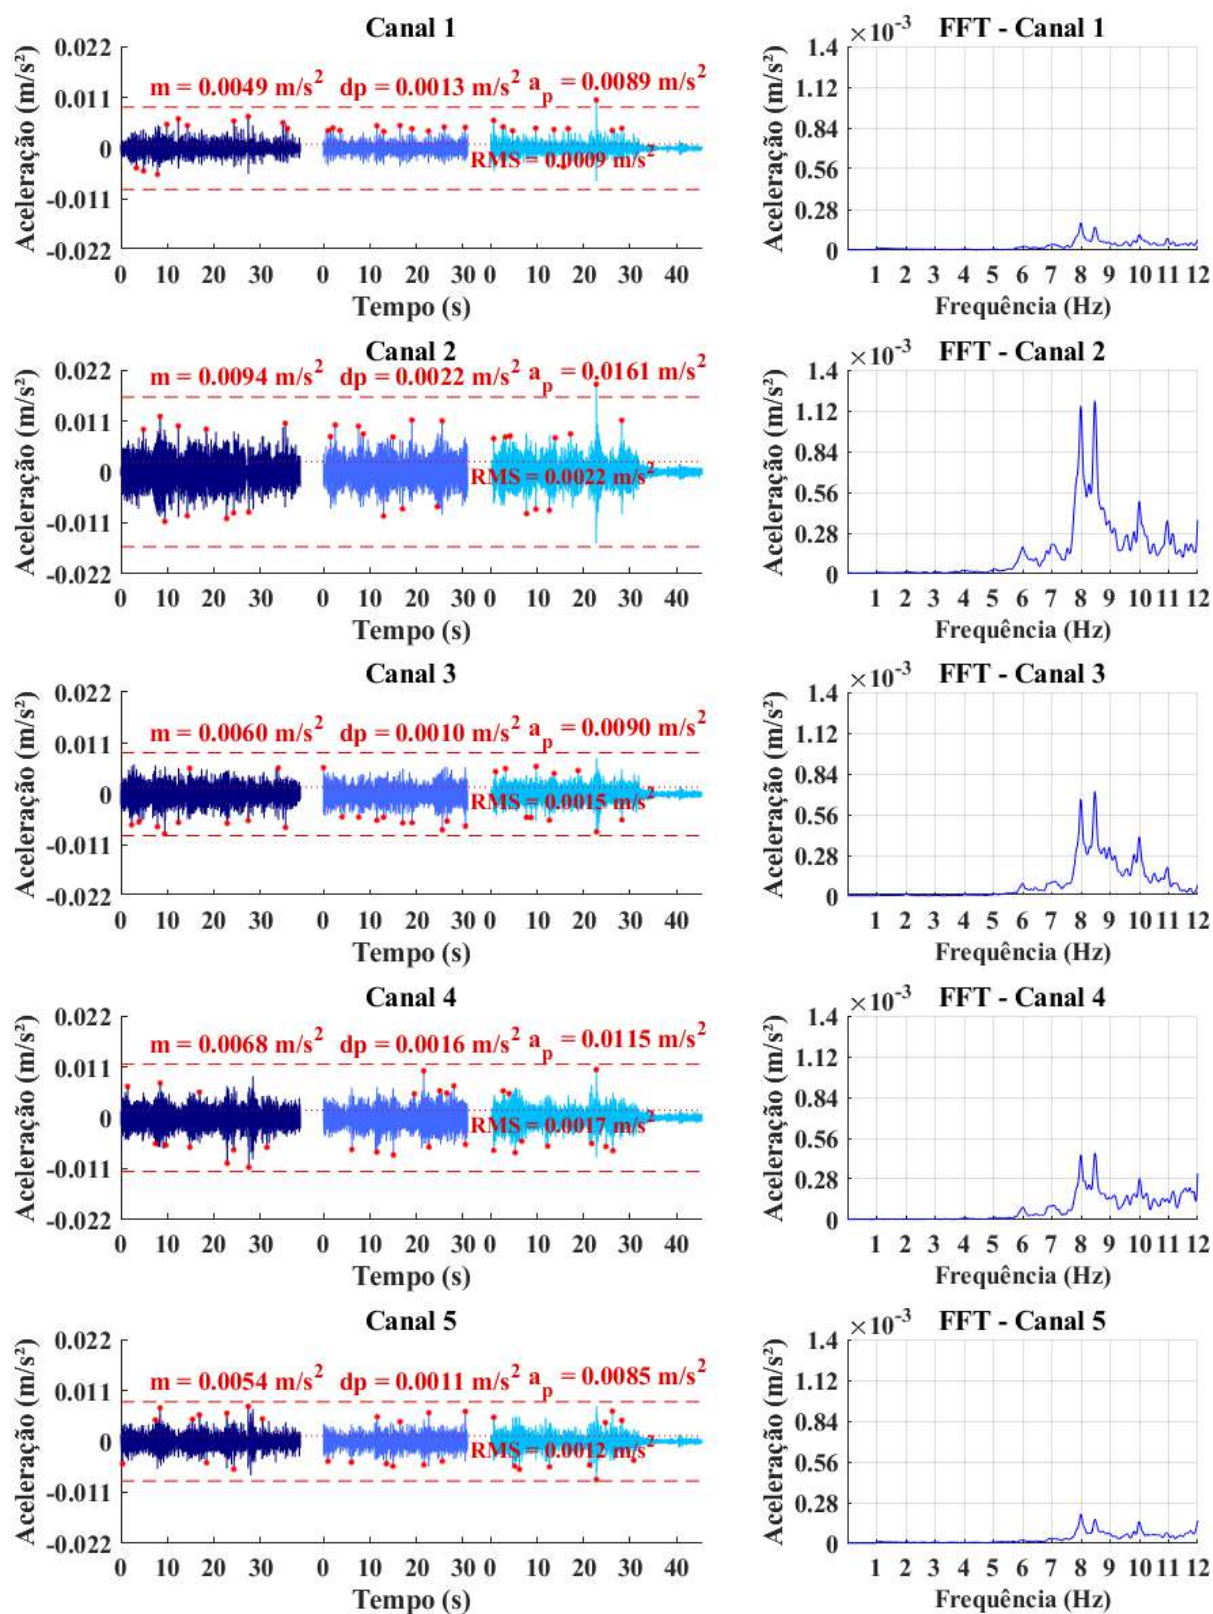 Canal 1
Aceleração (m/s²)
0.022
0.011
0
-0.011
-0.022
m = 0.0049 m/s² dp = 0.0013 m/s² a_p = 0.0089 m/s²
RMS = 0.0009 m/s²
0 10 20 30 0 10 20 30 0 10 20 30 40
Tempo (s)
×10⁻³ FFT - Canal 1
Aceleração (m/s²)
1.4
1.12
0.84
0.56
0.28
0
1 2 3 4 5 6 7 8 9 10 11 12
Frequência (Hz)
Canal 2
Aceleração (m/s²)
0.022
0.011
0
-0.011
-0.022
m = 0.0094 m/s² dp = 0.0022 m/s² a_p = 0.0161 m/s²
RMS = 0.0022 m/s²
0 10 20 30 0 10 20 30 0 10 20 30 40
Tempo (s)
×10⁻³ FFT - Canal 2
Aceleração (m/s²)
1.4
1.12
0.84
0.56
0.28
0
1 2 3 4 5 6 7 8 9 10 11 12
Frequência (Hz)
Canal 3
Aceleração (m/s²)
0.022
0.011
0
-0.011
-0.022
m = 0.0060 m/s² dp = 0.0010 m/s² a_p = 0.0090 m/s²
RMS = 0.0015 m/s²
0 10 20 30 0 10 20 30 0 10 20 30 40
Tempo (s)
×10⁻³ FFT - Canal 3
Aceleração (m/s²)
1.4
1.12
0.84
0.56
0.28
0
1 2 3 4 5 6 7 8 9 10 11 12
Frequência (Hz)
Canal 4
Aceleração (m/s²)
0.022
0.011
0
-0.011
-0.022
m = 0.0068 m/s² dp = 0.0016 m/s² a_p = 0.0115 m/s²
RMS = 0.0017 m/s²
0 10 20 30 0 10 20 30 0 10 20 30 40
Tempo (s)
×10⁻³ FFT - Canal 4
Aceleração (m/s²)
1.4
1.12
0.84
0.56
0.28
0
1 2 3 4 5 6 7 8 9 10 11 12
Frequência (Hz)
Canal 5
Aceleração (m/s²)
0.022
0.011
0
-0.011
-0.022
m = 0.0054 m/s² dp = 0.0011 m/s² a_p = 0.0085 m/s²
RMS = 0.0012 m/s²
0 10 20 30 0 10 20 30 0 10 20 30 40
Tempo (s)
×10⁻³ FFT - Canal 5
Aceleração (m/s²)
1.4
1.12
0.84
0.56
0.28
0
1 2 3 4 5 6 7 8 9 10 11 12
Frequência (Hz)